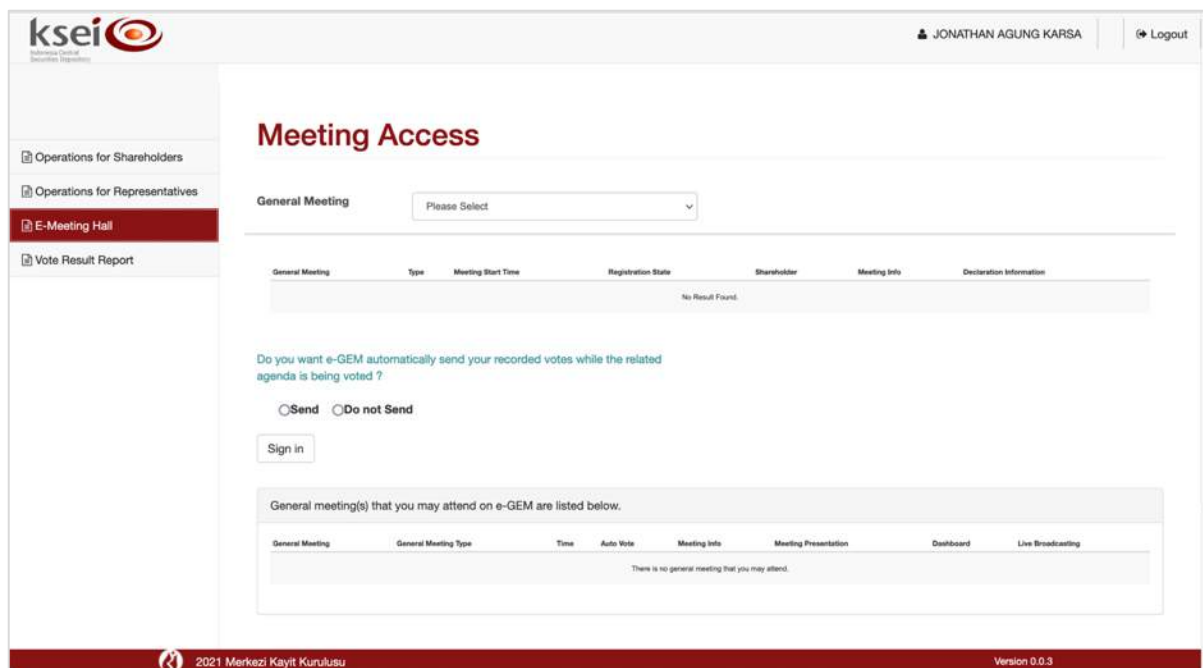 ksei
Indonesia Central
Securities Depository
JONATHAN AGUNG KARSA
Logout
Operations for Shareholders
Operations for Representatives
E-Meeting Hall
Vote Result Report
Meeting Access
General Meeting
Please Select
General Meeting Type Meeting Start Time Registration State Shareholder Meeting Info Declaration Information
No Result Found.
Do you want e-GEM automatically send your recorded votes while the related
agenda is being voted ?
Send Do not Send
Sign in
General meeting(s) that you may attend on e-GEM are listed below.
General Meeting General Meeting Type Time Auto Vote Meeting Info Meeting Presentation Dashboard Live Broadcasting
There is no general meeting that you may attend.
2021 Merkezi Kayit Kurulusu Version 0.0.3